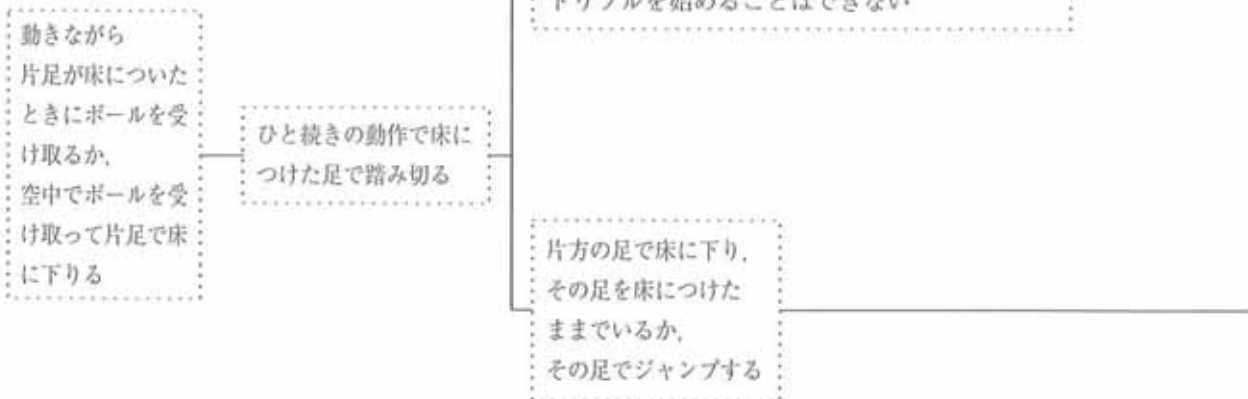 ドリブルを始めることはできない
動きながら
片足が床についた
ときにボールを受
け取るか，
空中でボールを受
け取って片足で床
に下りる
ひと続きの動作で床に
つけた足で踏み切る
片方の足で床に下り，
その足を床につけた
ままでいるか，
その足でジャンプする